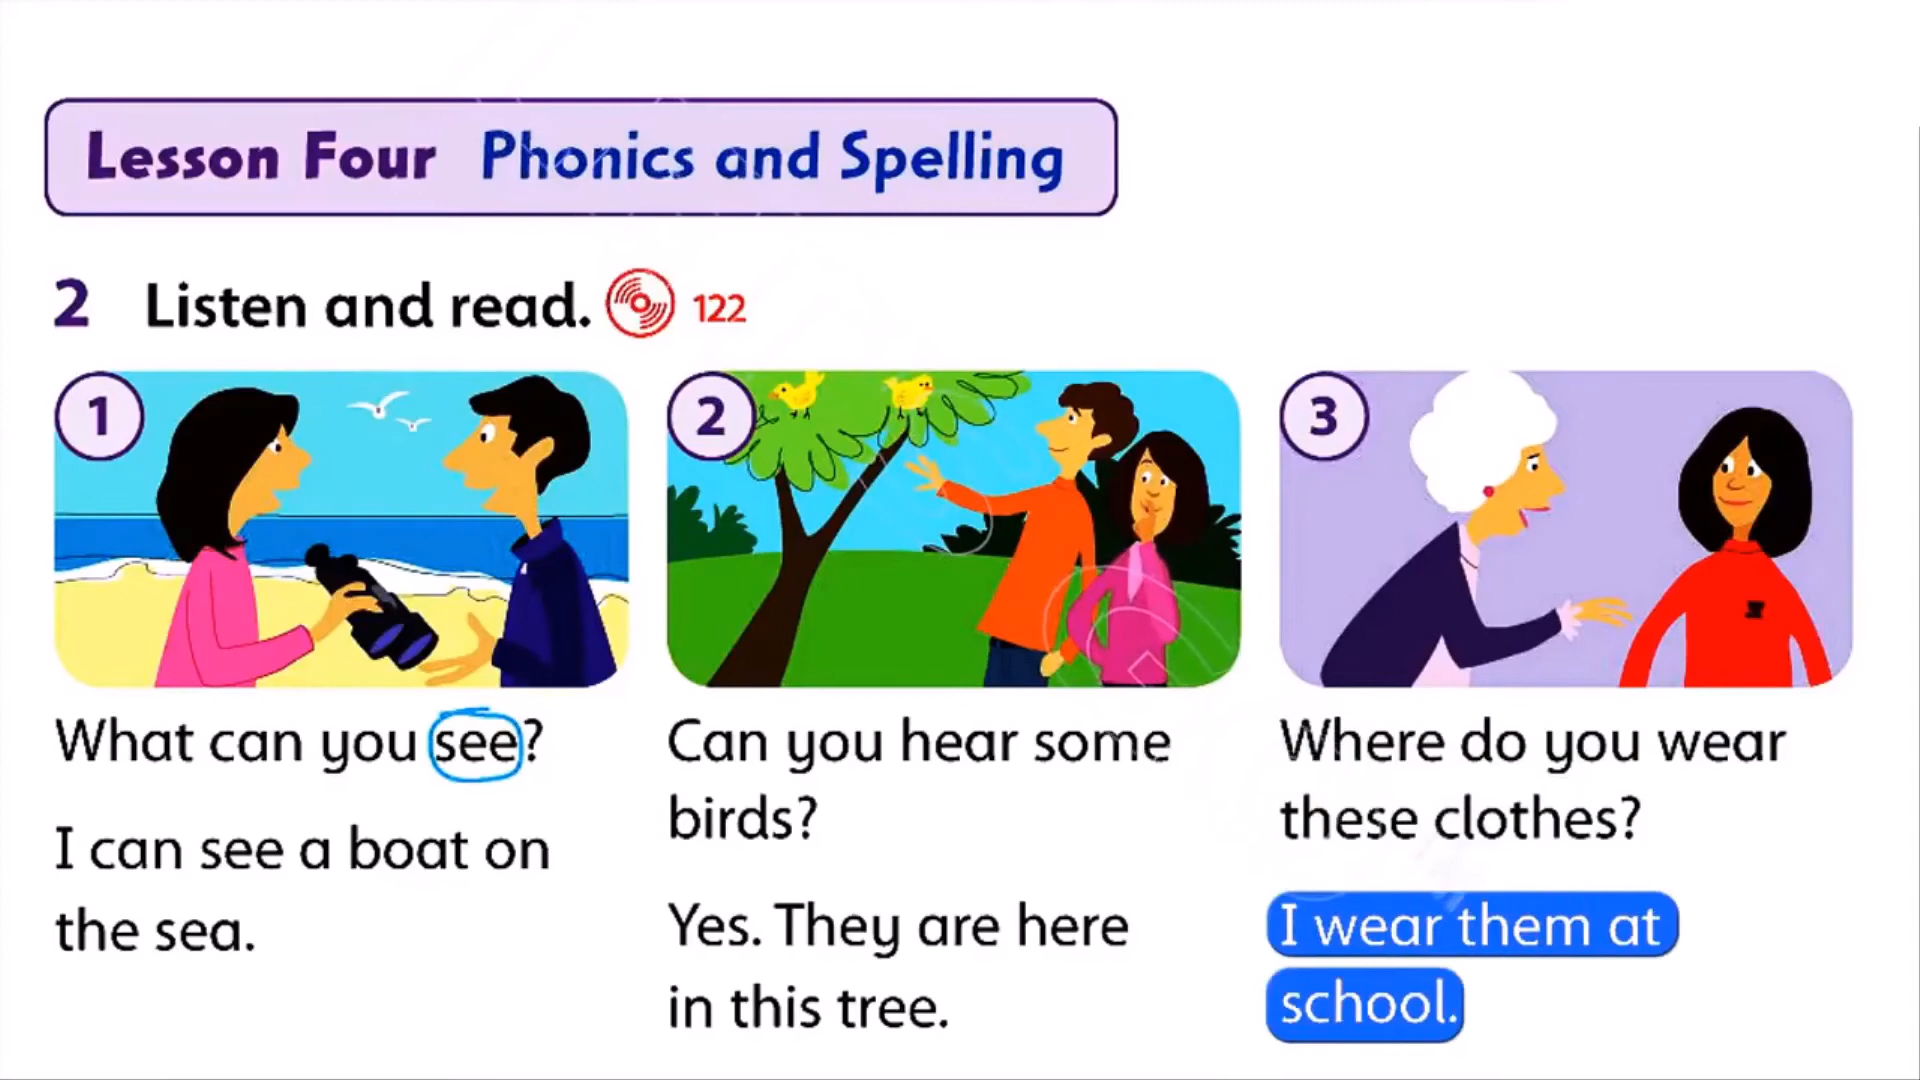 Lesson Four Phonics and Spelling
2 Listen and read. 122
1
What can you see?
I can see a boat on
the sea.
2
Can you hear some
birds?
Yes. They are here
in this tree.
3
Where do you wear
these clothes?
I wear them at
school.